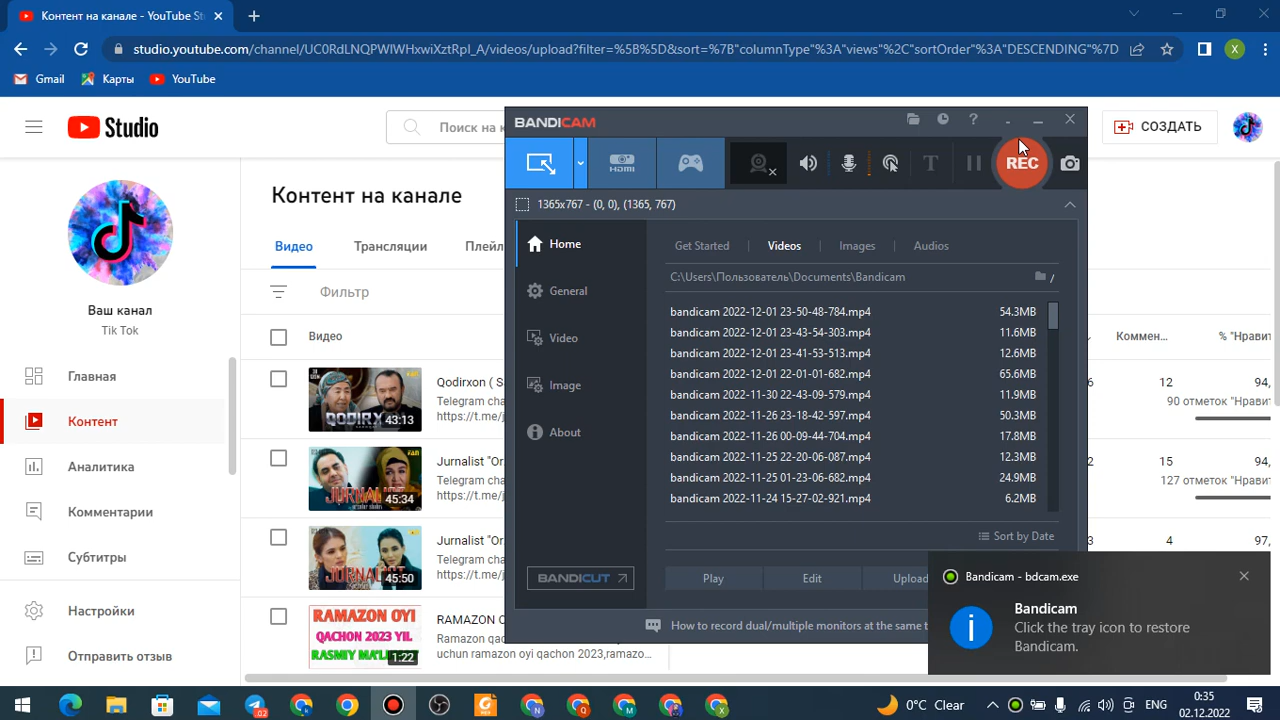 Контент на канале - YouTube St
studio.youtube.com/channel/UC0RdLNQPWIWHxwiXztRpl_A/videos/upload?filter=%5B%5D&sort=%7B"columnType"%3A"views"%2C"sortOrder"%3A"DESCENDING"%7D
X
Gmail
Карты
YouTube
Studio
Поиск на к
СОЗДАТЬ
BANDICAM
HDMI
T
REC
1365x767 - (0, 0), (1365, 767)
Контент на канале
Видео
Трансляции
Плейл
Фильтр
Ваш канал
Tik Tok
Главная
Контент
Аналитика
Комментарии
Субтитры
Настройки
Отправить отзыв
Видео
QODIRXON
43:13
Qodirxon ( Sa
Telegram cha
https://t.me/j
JURNALIST
45:34
Jurnalist "Or
Telegram cha
https://t.me/j
JURNALIST
45:50
Jurnalist "Or
Telegram cha
https://t.me/j
RAMAZON OYI
QACHON 2023 YIL.
RASMIY MA'LU
1:22
RAMAZON O
Ramazon qa
uchun ramazon oyi qachon 2023,ramazo...
Home
General
Video
Image
About
BANDICUT
Get Started
Videos
Images
Audios
C:\Users\Пользователь\Documents\Bandicam
/
bandicam 2022-12-01 23-50-48-784.mp4 54.3MB
bandicam 2022-12-01 23-43-54-303.mp4 11.6MB
bandicam 2022-12-01 23-41-53-513.mp4 12.6MB
bandicam 2022-12-01 22-01-01-682.mp4 65.6MB
bandicam 2022-11-30 22-43-09-579.mp4 11.9MB
bandicam 2022-11-28 23-18-42-597.mp4 50.3MB
bandicam 2022-11-26 00-09-44-704.mp4 17.8MB
bandicam 2022-11-25 22-20-06-087.mp4 12.3MB
bandicam 2022-11-25 01-23-06-682.mp4 24.9MB
bandicam 2022-11-24 15-27-02-321.mp4 6.2MB
Sort by Date
Play
Edit
Upload
How to record dual/multiple monitors at the same t
Коммен...
% "Нрави
6 12 94,
90 отметок "Нравит
2 15 94,
127 отметок "Нравит
3 4 97,
Bandicam - bdcam.exe
Bandicam
Click the tray icon to restore
Bandicam.
.02
0°C Clear
ENG
0:35
02.12.2022